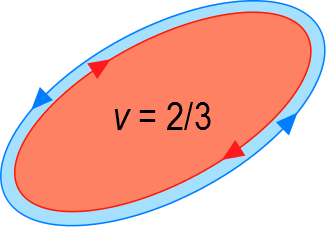 v = 2/3